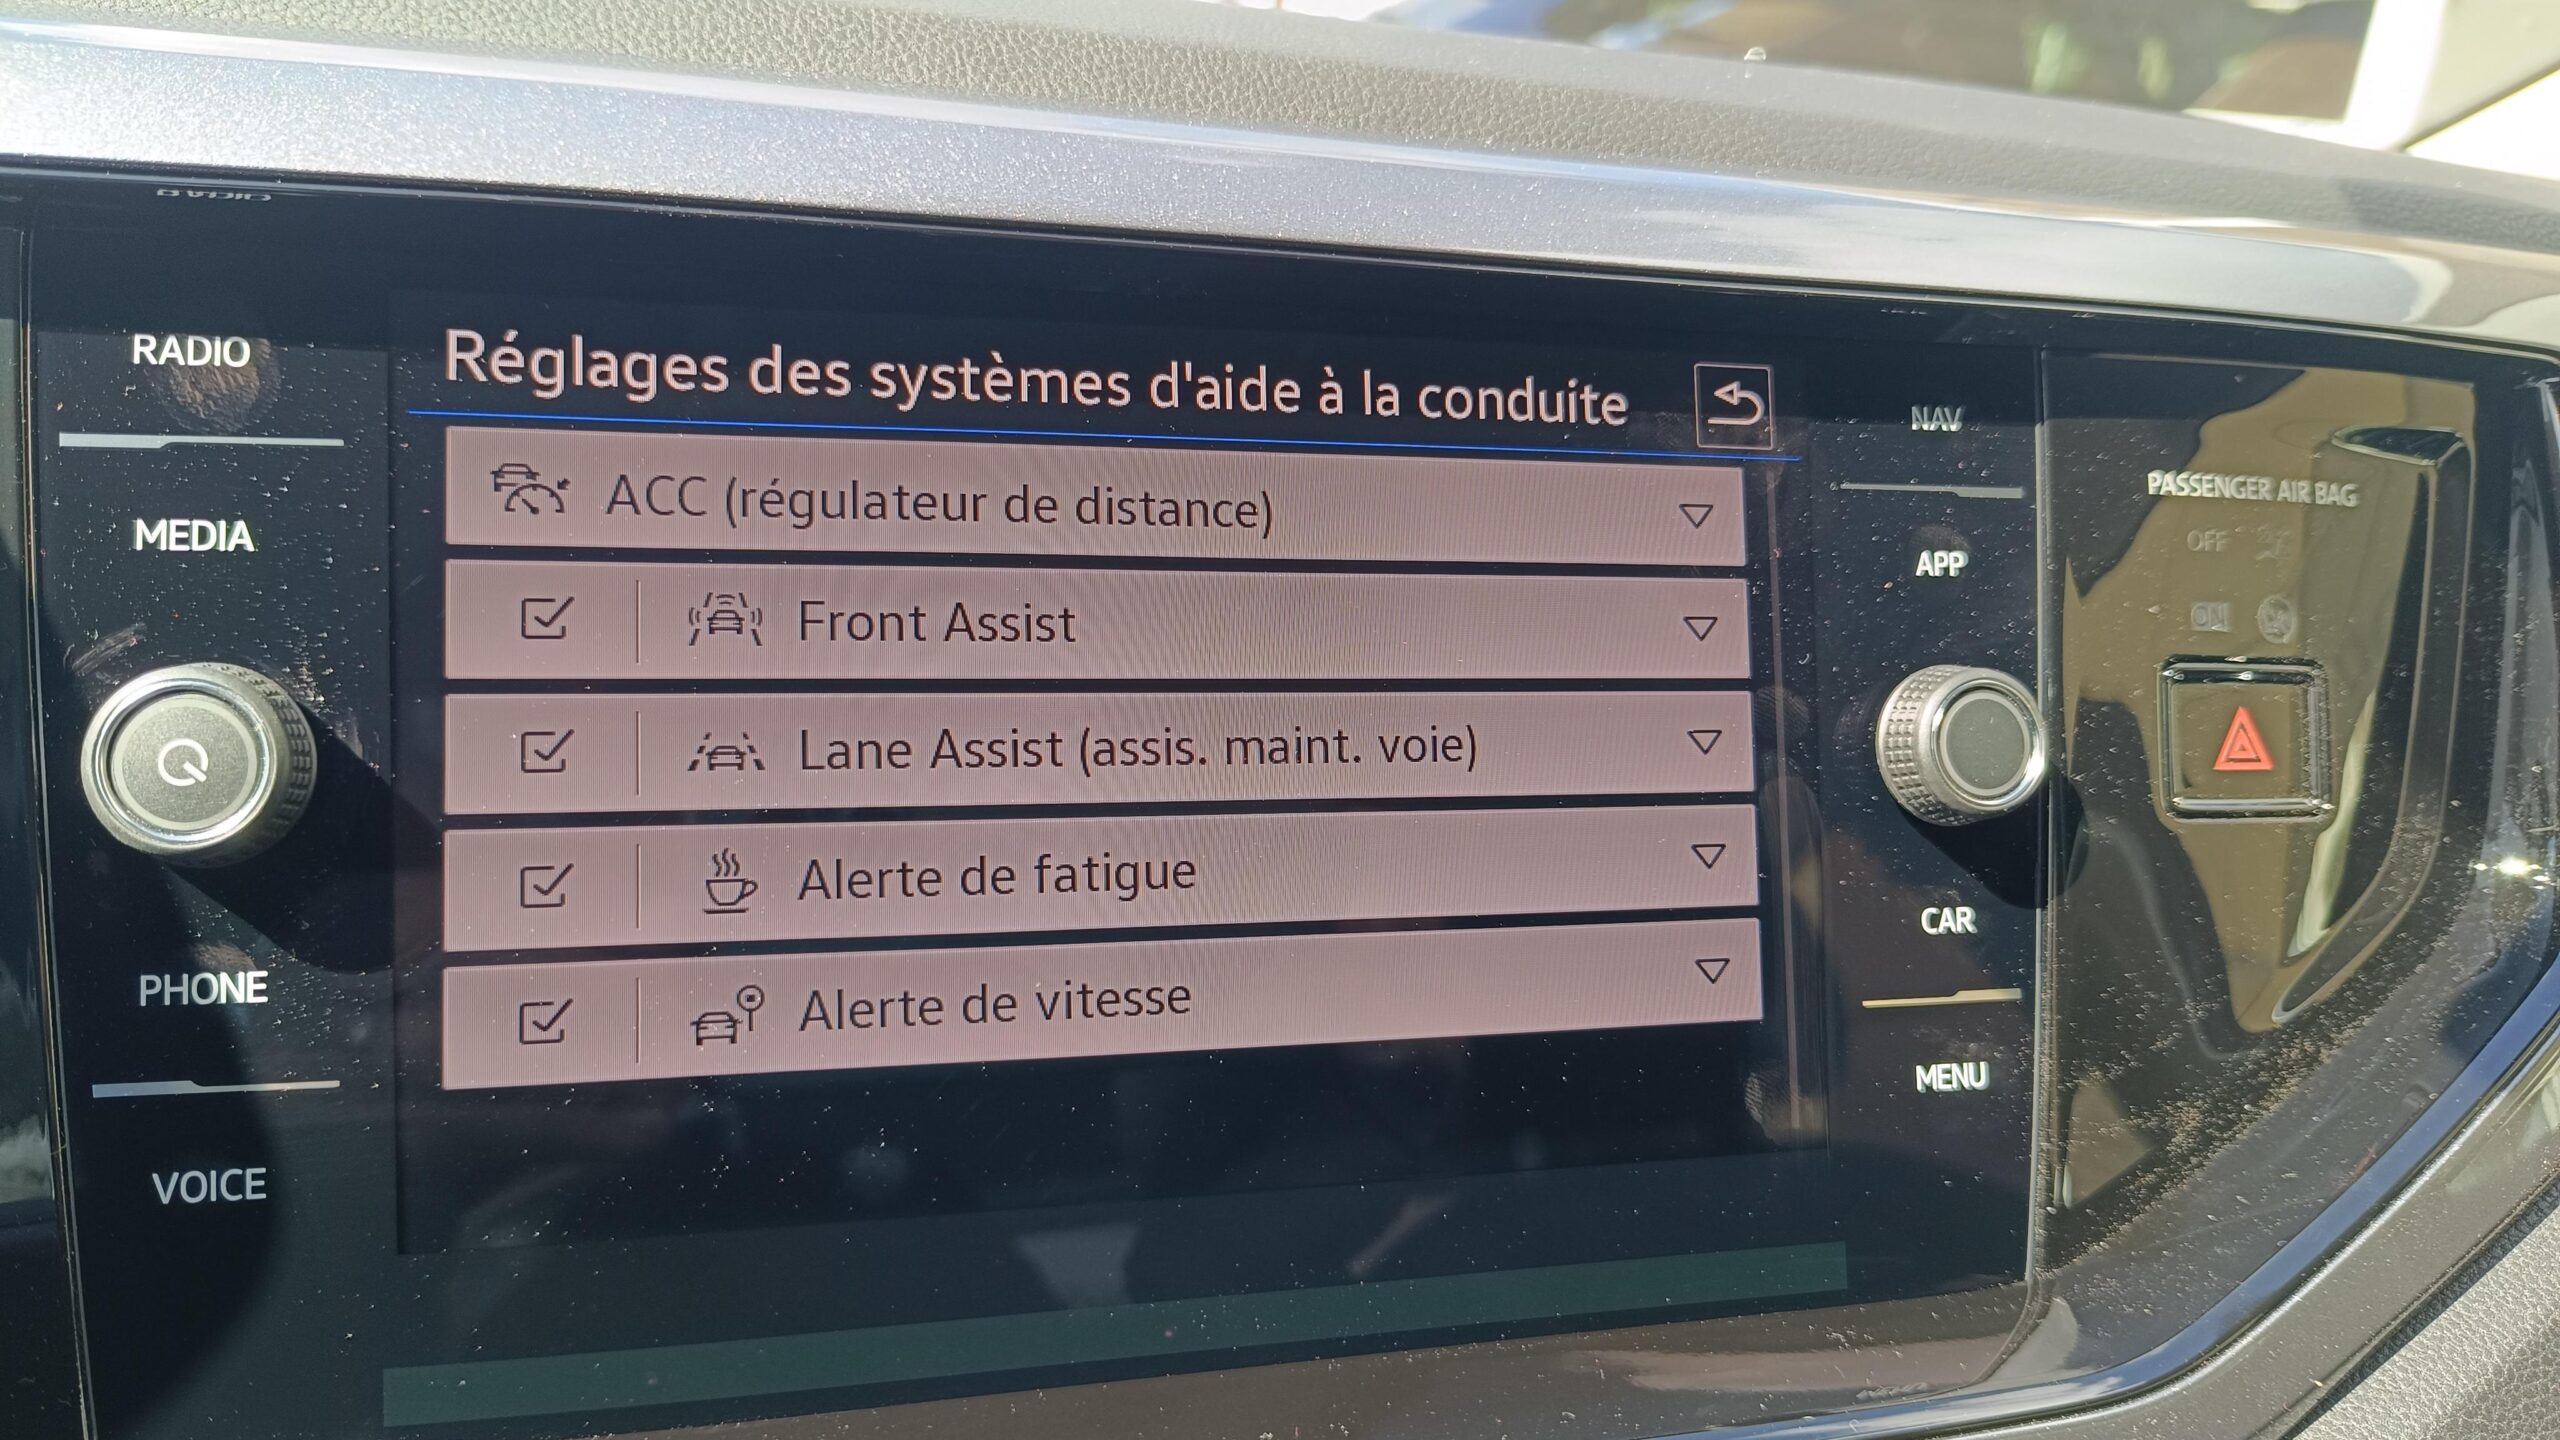 RADIO
MEDIA
PHONE
VOICE
Réglages des systèmes d'aide à la conduite
ACC (régulateur de distance)
Front Assist
Lane Assist (assis. maint. voie)
Alerte de fatigue
Alerte de vitesse
NAV
APP
CAR
MENU
PASSENGER AIR BAG
OFF
ON